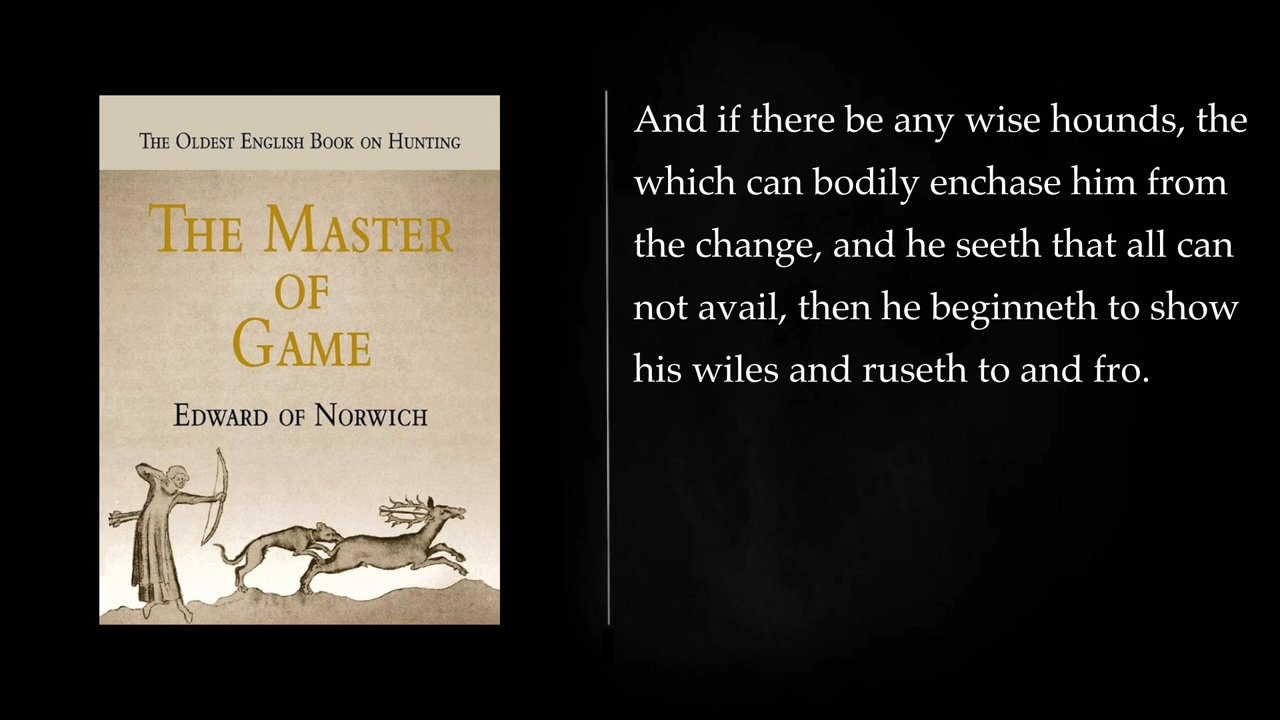 The Oldest English Book on Hunting
The Master
of
Game
Edward of Norwich
And if there be any wise hounds, the
which can bodily enchase him from
the change, and he seeth that all can
not avail, then he beginneth to show
his wiles and ruseth to and fro.